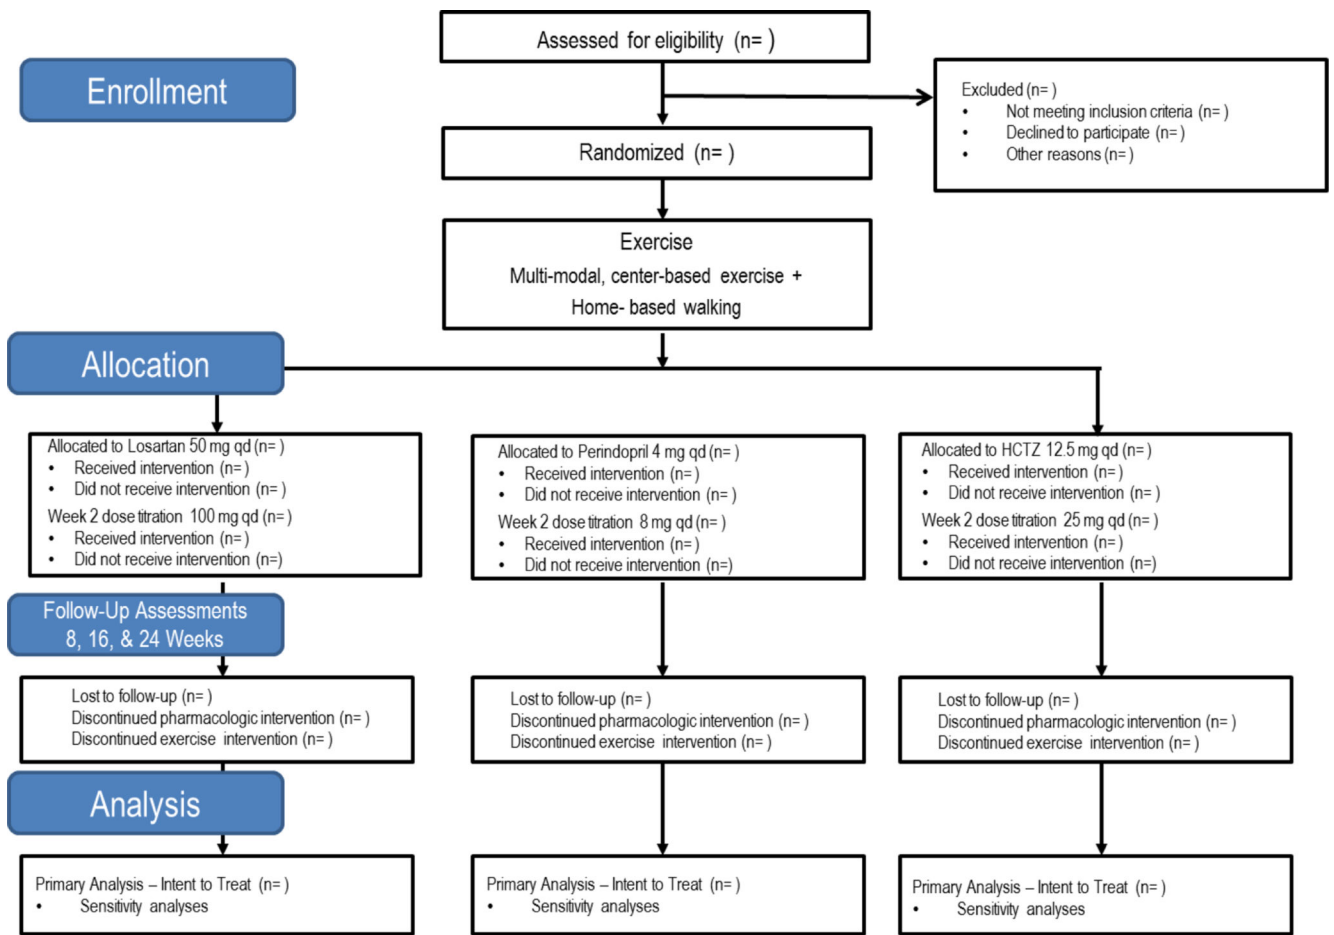 Assessed for eligibility (n= )
Enrollment
Excluded (n= )
• Not meeting inclusion criteria (n= )
• Declined to participate (n= )
• Other reasons (n= )
Randomized (n= )
Exercise
Multi-modal, center-based exercise +
Home- based walking
Allocation
Allocated to Losartan 50 mg qd (n= )
• Received intervention (n= )
• Did not receive intervention (n= )
Week 2 dose titration 100 mg qd (n= )
• Received intervention (n= )
• Did not receive intervention (n=)
Allocated to Perindopril 4 mg qd (n= )
• Received intervention (n= )
• Did not receive intervention (n= )
Week 2 dose titration 8 mg qd (n= )
• Received intervention (n= )
• Did not receive intervention (n=)
Allocated to HCTZ 12.5 mg qd (n= )
• Received intervention (n= )
• Did not receive intervention (n= )
Week 2 dose titration 25 mg qd (n= )
• Received intervention (n= )
• Did not receive intervention (n=)
Follow-Up Assessments
8, 16, & 24 Weeks
Lost to follow-up (n= )
Discontinued pharmacologic intervention (n= )
Discontinued exercise intervention (n= )
Lost to follow-up (n= )
Discontinued pharmacologic intervention (n= )
Discontinued exercise intervention (n= )
Lost to follow-up (n= )
Discontinued pharmacologic intervention (n= )
Discontinued exercise intervention (n= )
Analysis
Primary Analysis – Intent to Treat (n= )
• Sensitivity analyses
Primary Analysis – Intent to Treat (n= )
• Sensitivity analyses
Primary Analysis – Intent to Treat (n= )
• Sensitivity analyses